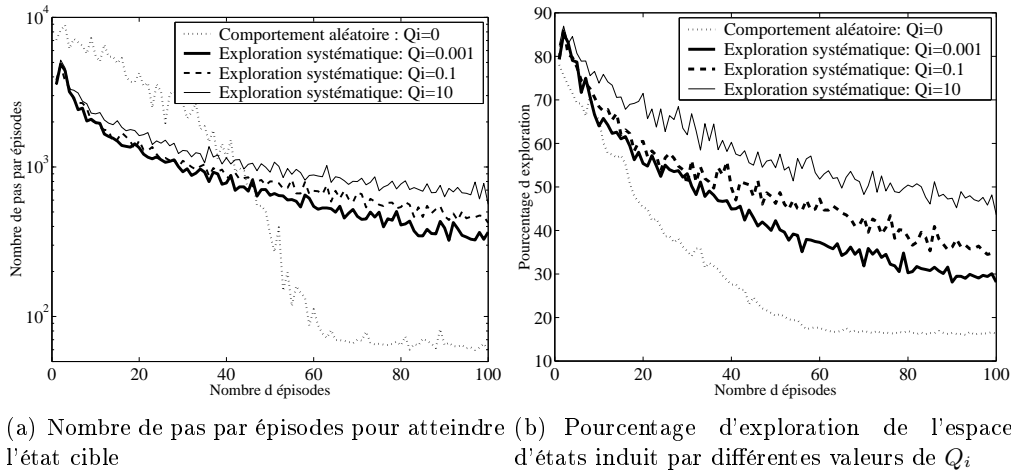 10^4
Nombre de pas par épisodes
10^3
10^2
Comportement aléatoire : Qi=0
Exploration systématique: Qi=0.001
Exploration systématique: Qi=0.1
Exploration systématique: Qi=10
0 20 40 60 80 100
Nombre d épisodes
90
80
70
60
50
40
30
20
10
Pourcentage d exploration
Comportement aléatoire: Qi=0
Exploration systématique: Qi=0.001
Exploration systématique: Qi=0.1
Exploration systématique: Qi=10
0 20 40 60 80 100
Nombre d épisodes
(a) Nombre de pas par épisodes pour atteindre
l'état cible
(b) Pourcentage d'exploration de l'espace
d'états induit par différentes valeurs de Q_i